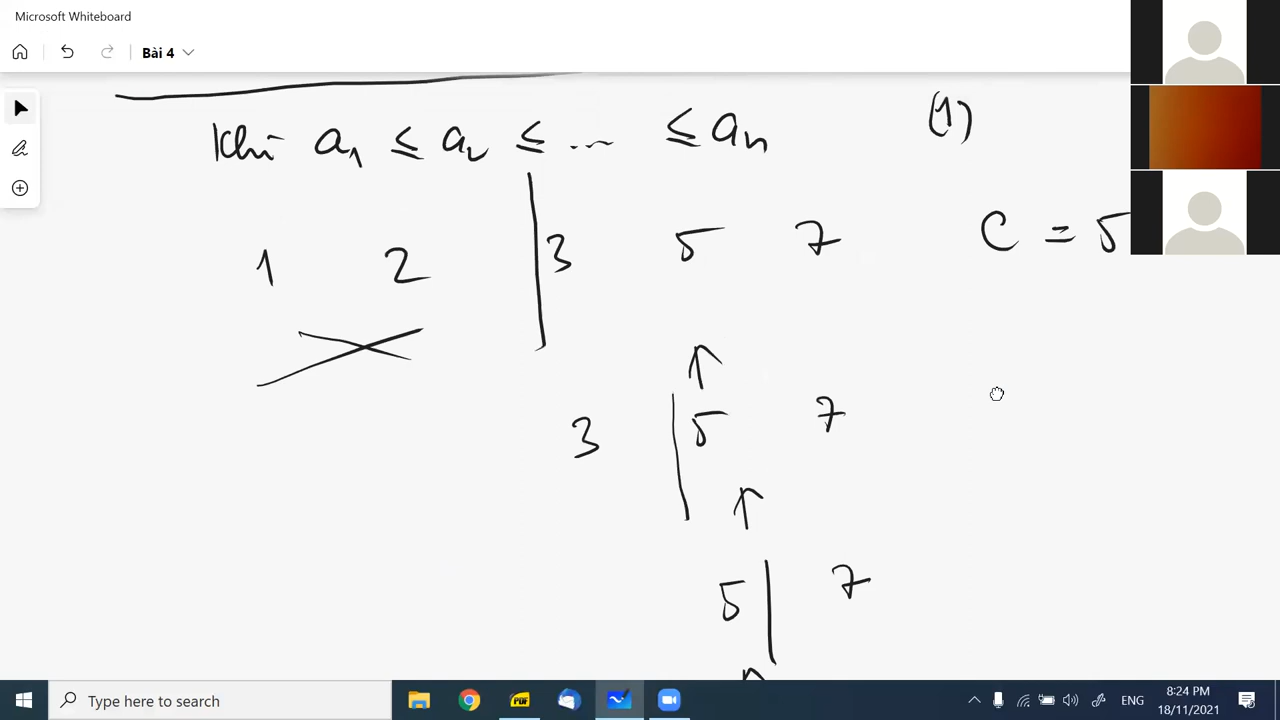 Microsoft Whiteboard
Bài 4
Khi a₁ ≤ a₂ ≤ ... ≤ aₙ (1)
1 2 | 3 5 7 C = 5
↑
3 | 5 7
↑
5 | 7
Type here to search
PDF
ENG
8:24 PM
18/11/2021